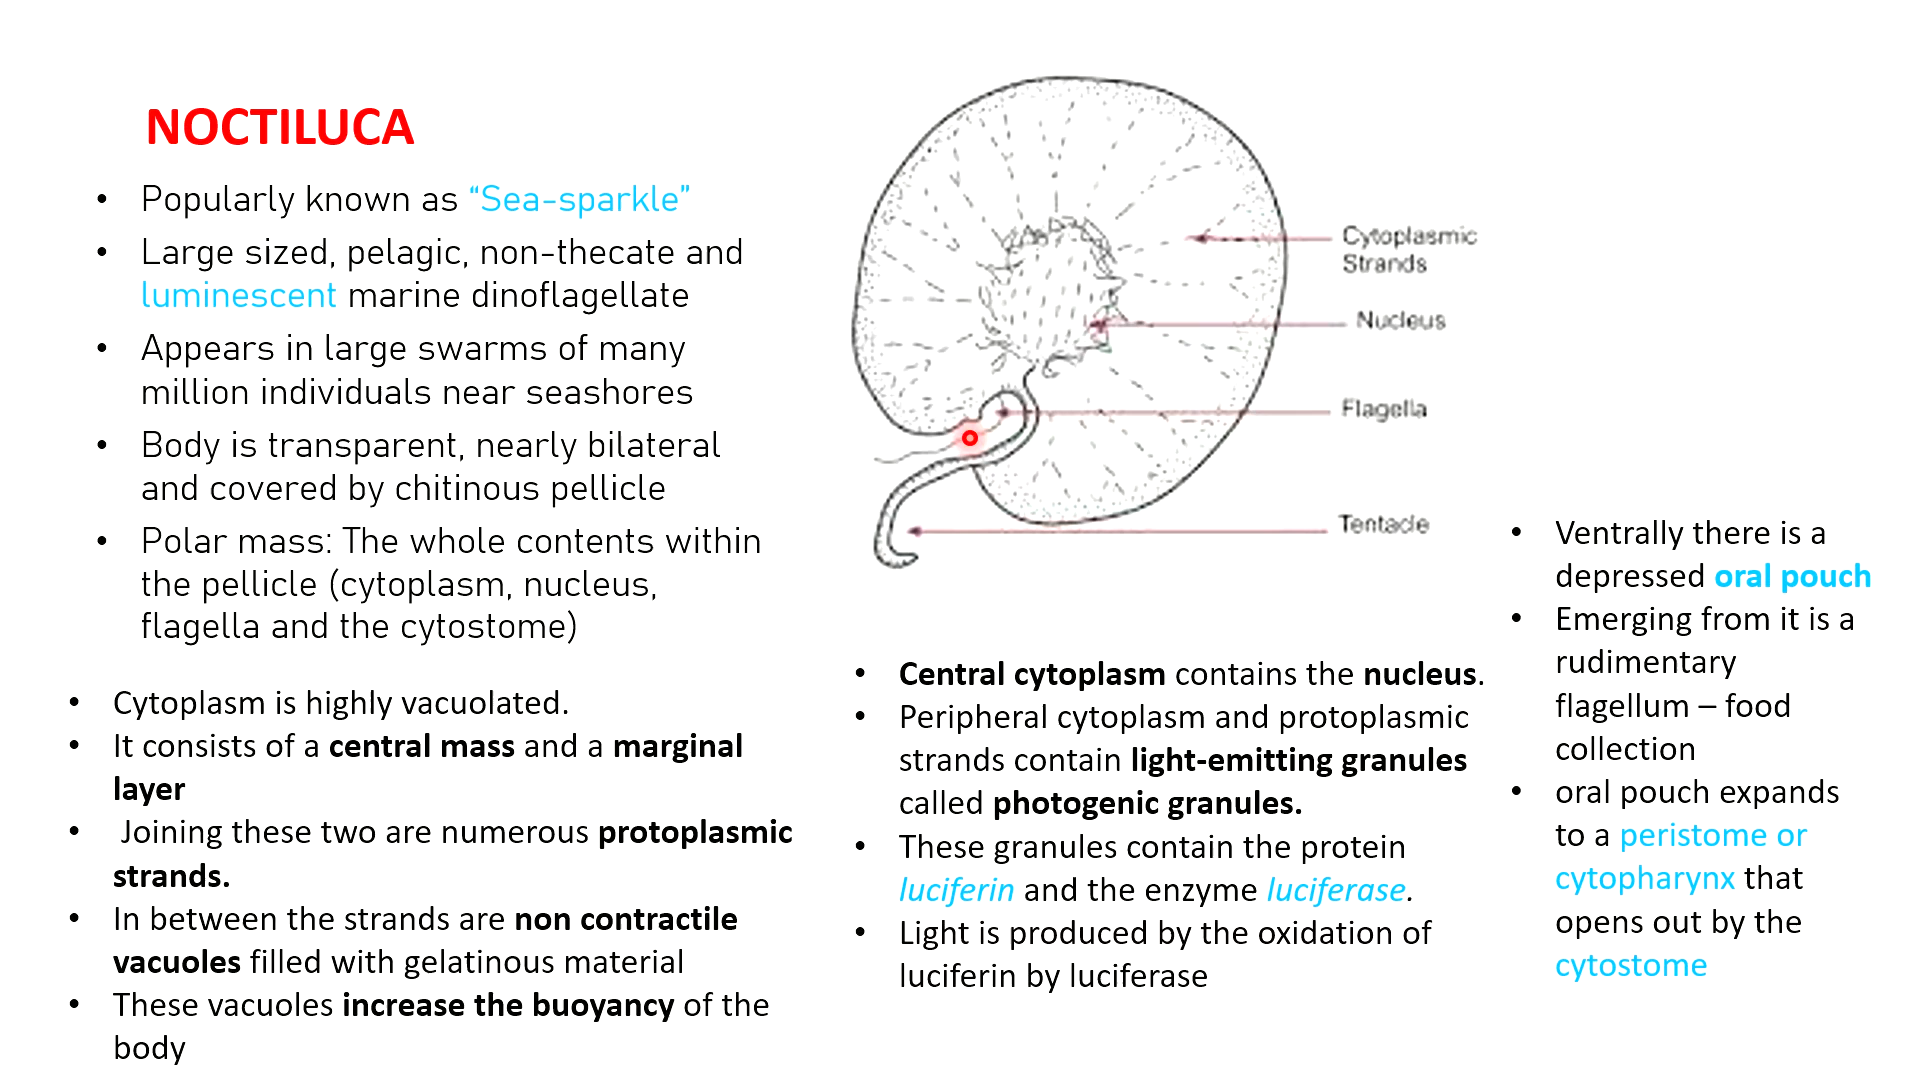 NOCTILUCA
• Popularly known as “Sea-sparkle”
• Large sized, pelagic, non-thecate and
luminescent marine dinoflagellate
• Appears in large swarms of many
million individuals near seashores
• Body is transparent, nearly bilateral
and covered by chitinous pellicle
• Polar mass: The whole contents within
the pellicle (cytoplasm, nucleus,
flagella and the cytostome)
• Cytoplasm is highly vacuolated.
• It consists of a central mass and a marginal
layer
• Joining these two are numerous protoplasmic
strands.
• In between the strands are non contractile
vacuoles filled with gelatinous material
• These vacuoles increase the buoyancy of the
body
Cytoplasmic
Strands
Nucleus
Flagella
Tentacle
• Central cytoplasm contains the nucleus.
• Peripheral cytoplasm and protoplasmic
strands contain light-emitting granules
called photogenic granules.
• These granules contain the protein
luciferin and the enzyme luciferase.
• Light is produced by the oxidation of
luciferin by luciferase
• Ventrally there is a
depressed oral pouch
• Emerging from it is a
rudimentary
flagellum – food
collection
• oral pouch expands
to a peristome or
cytopharynx that
opens out by the
cytostome